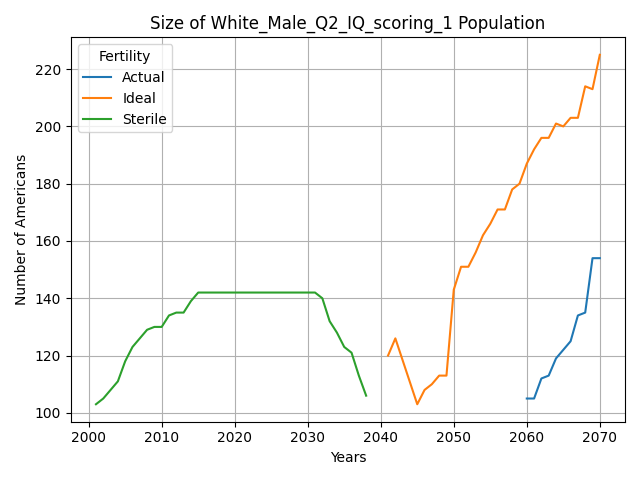 Size of White_Male_Q2_IQ_scoring_1 Population
Fertility
Actual
Ideal
Sterile
Number of Americans
220
200
180
160
140
120
100
2000 2010 2020 2030 2040 2050 2060 2070
Years